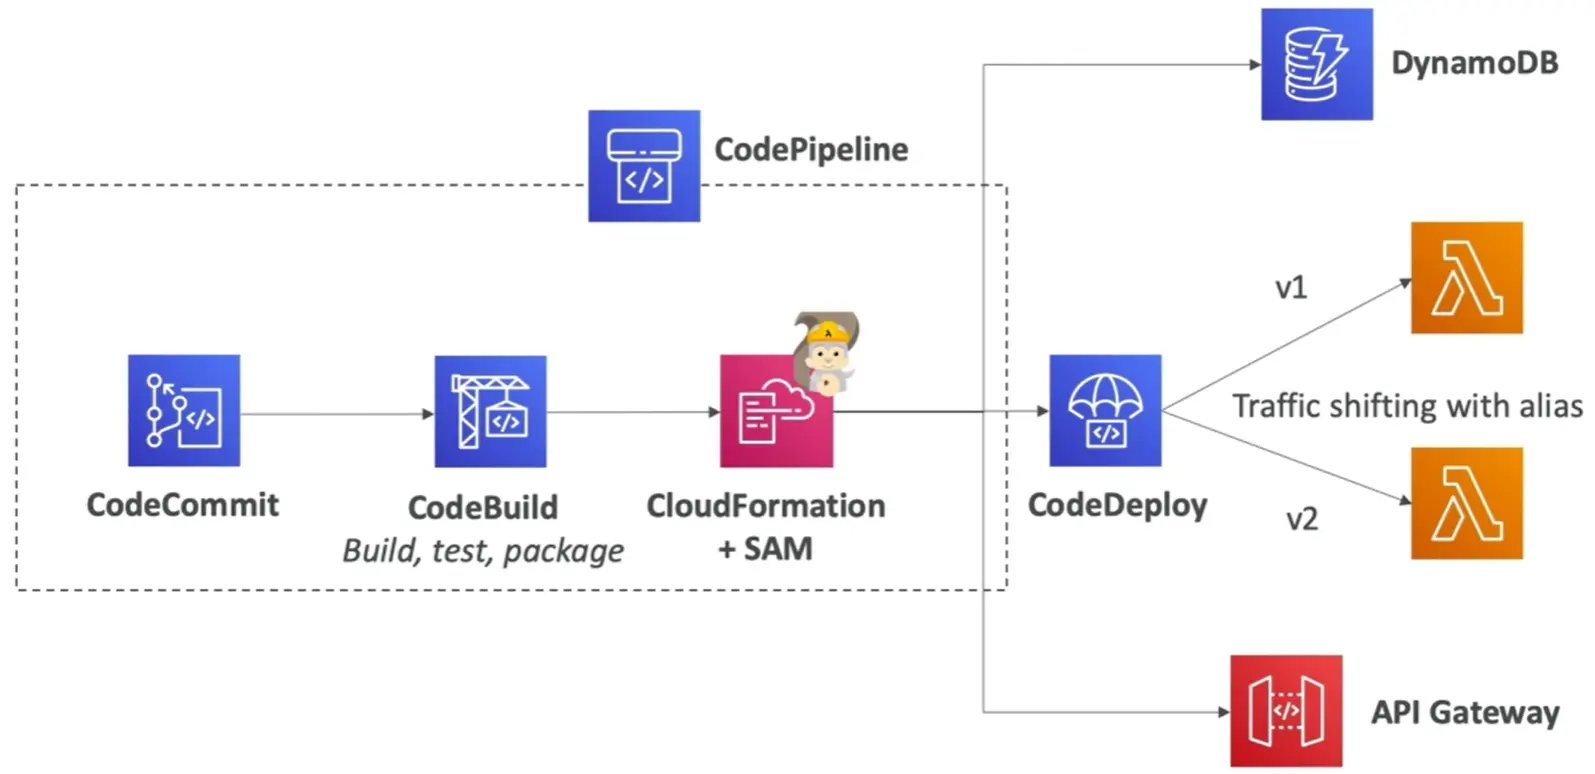 DynamoDB
CodePipeline
v1
Traffic shifting with alias
CodeCommit
CodeBuild
Build, test, package
CloudFormation
+ SAM
CodeDeploy
v2
API Gateway